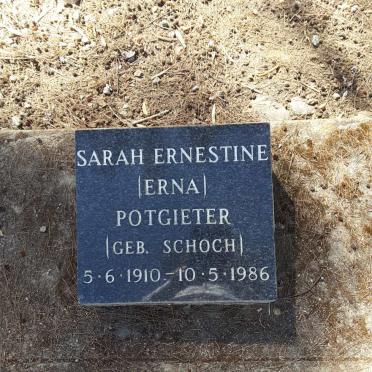 SARAH ERNESTINE
(ERNA)
POTGIETER
(GEB. SCHOCH)
5·6·1910-10·5·1986